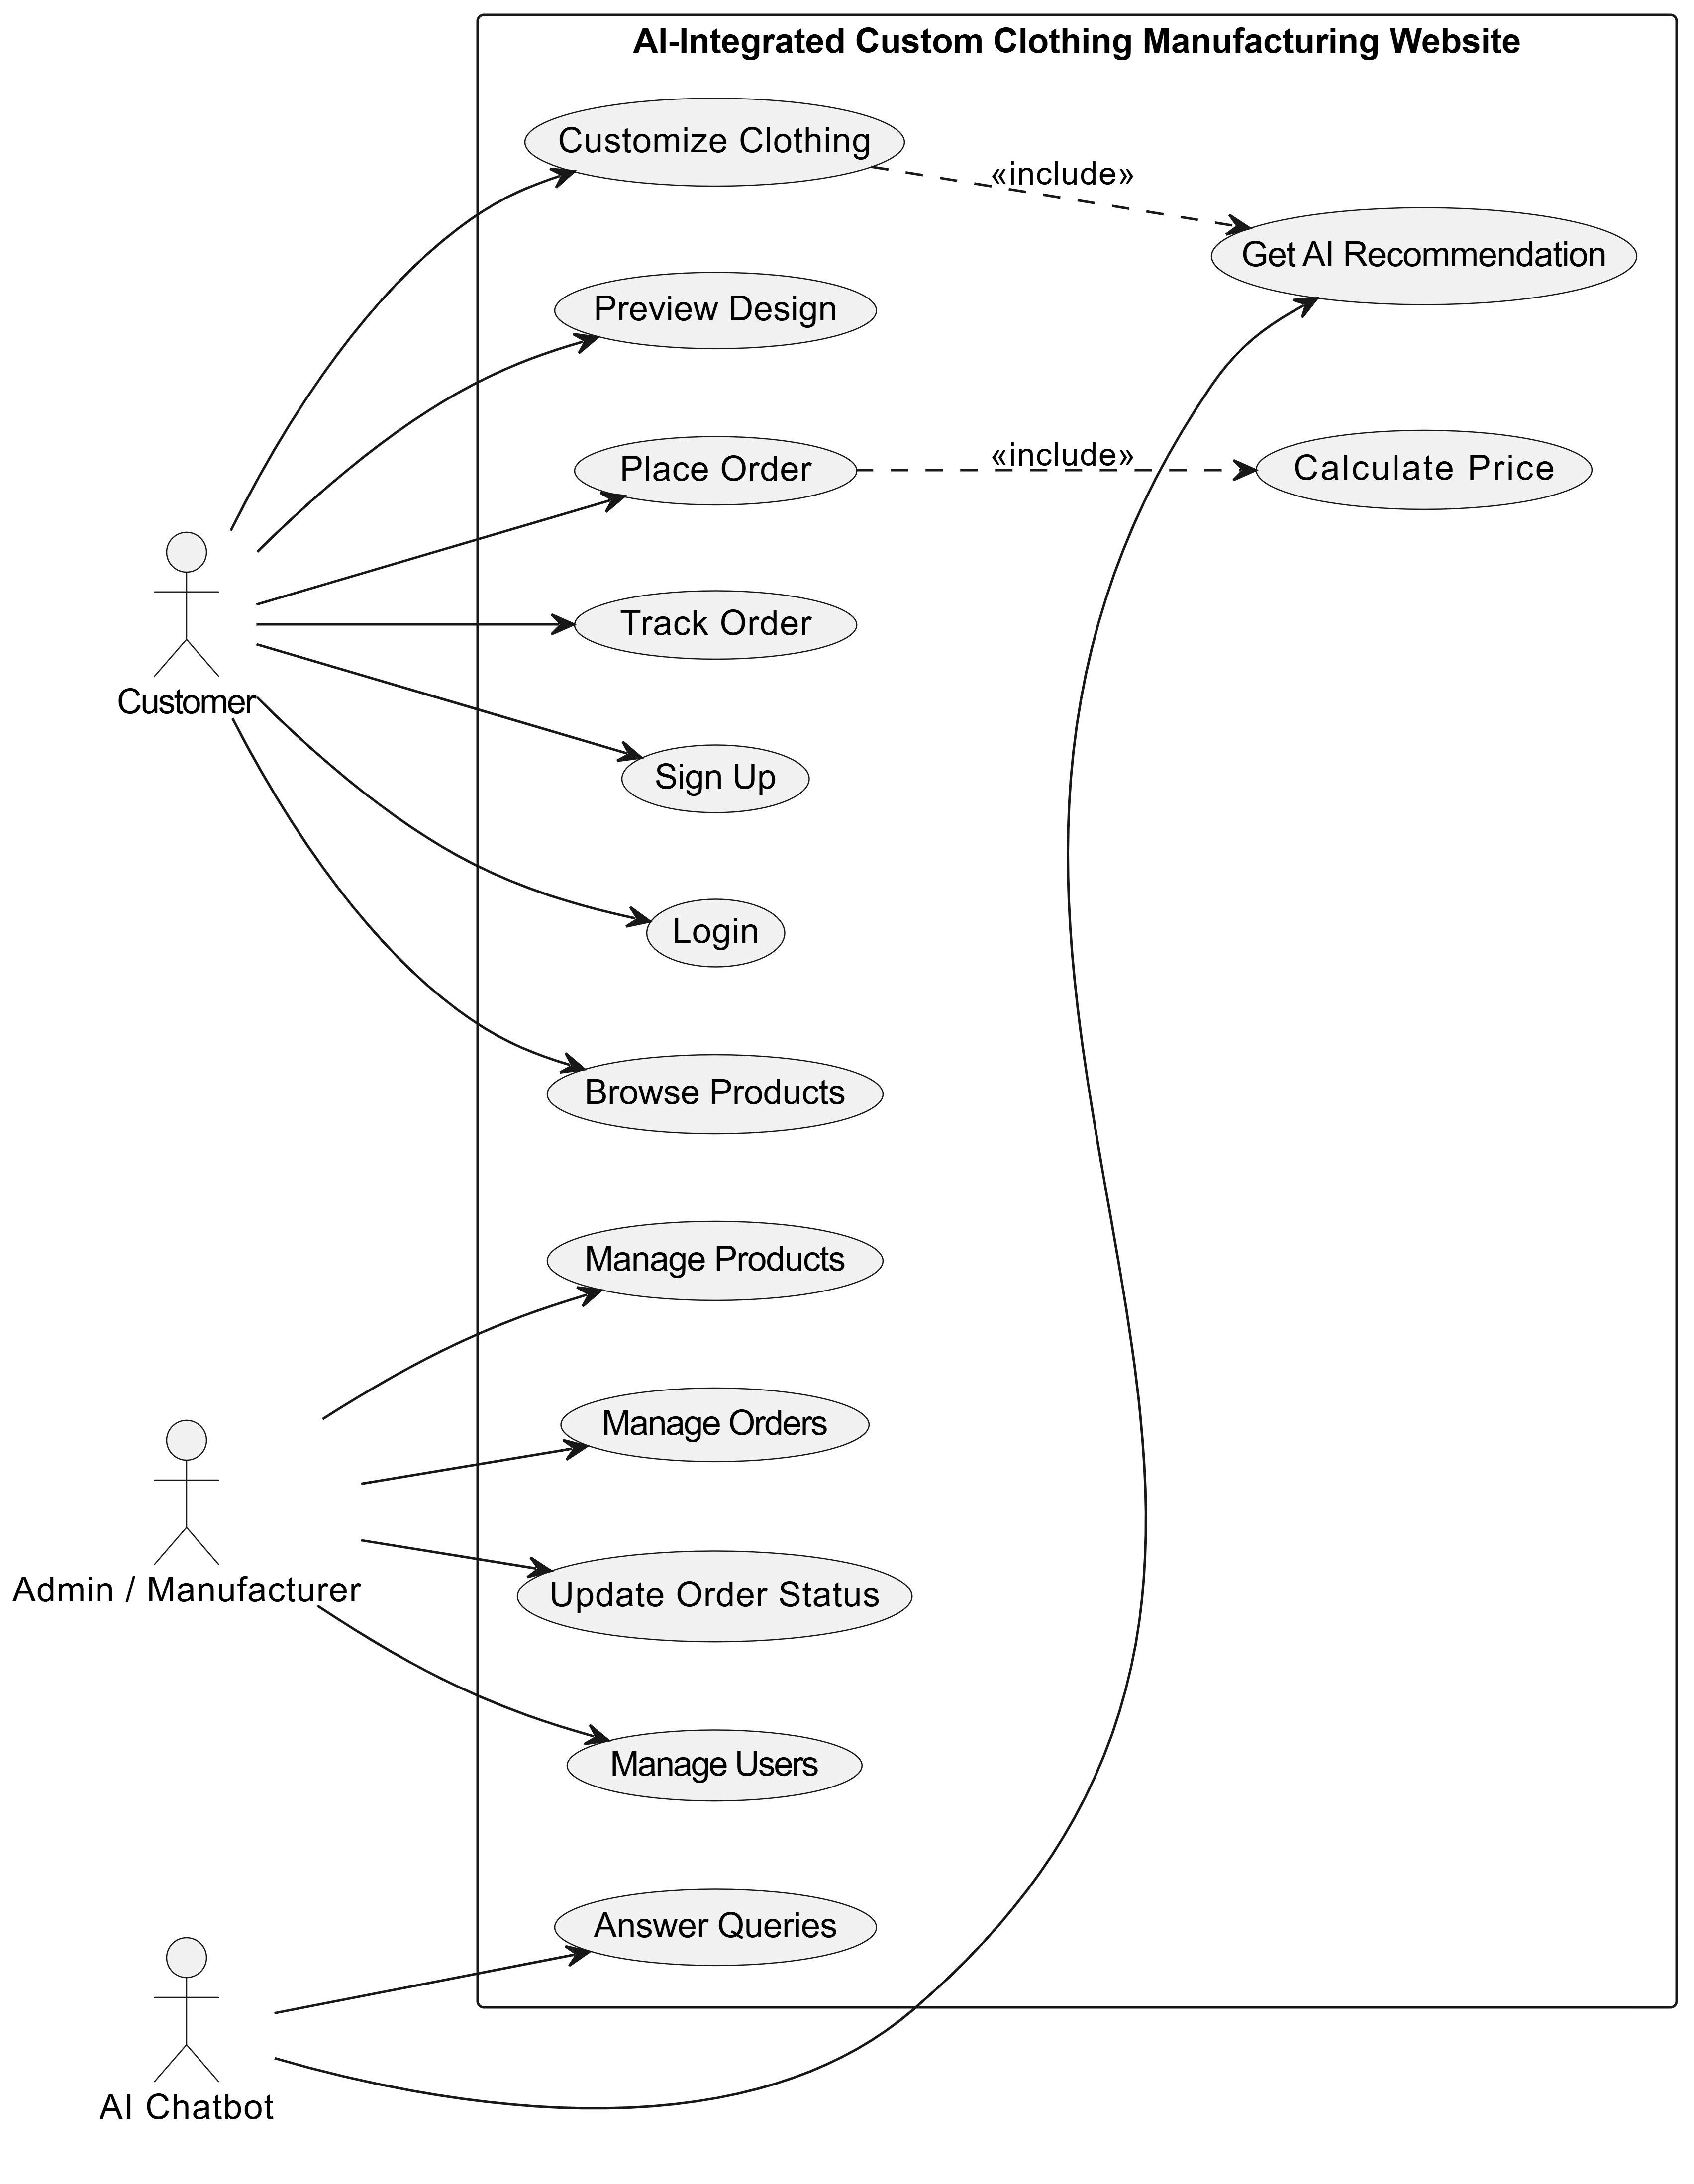 AI-Integrated Custom Clothing Manufacturing Website
Customize Clothing
«include»
Get AI Recommendation
Preview Design
Place Order
«include»
Calculate Price
Track Order
Customer
Sign Up
Login
Browse Products
Manage Products
Manage Orders
Admin / Manufacturer
Update Order Status
Manage Users
Answer Queries
AI Chatbot